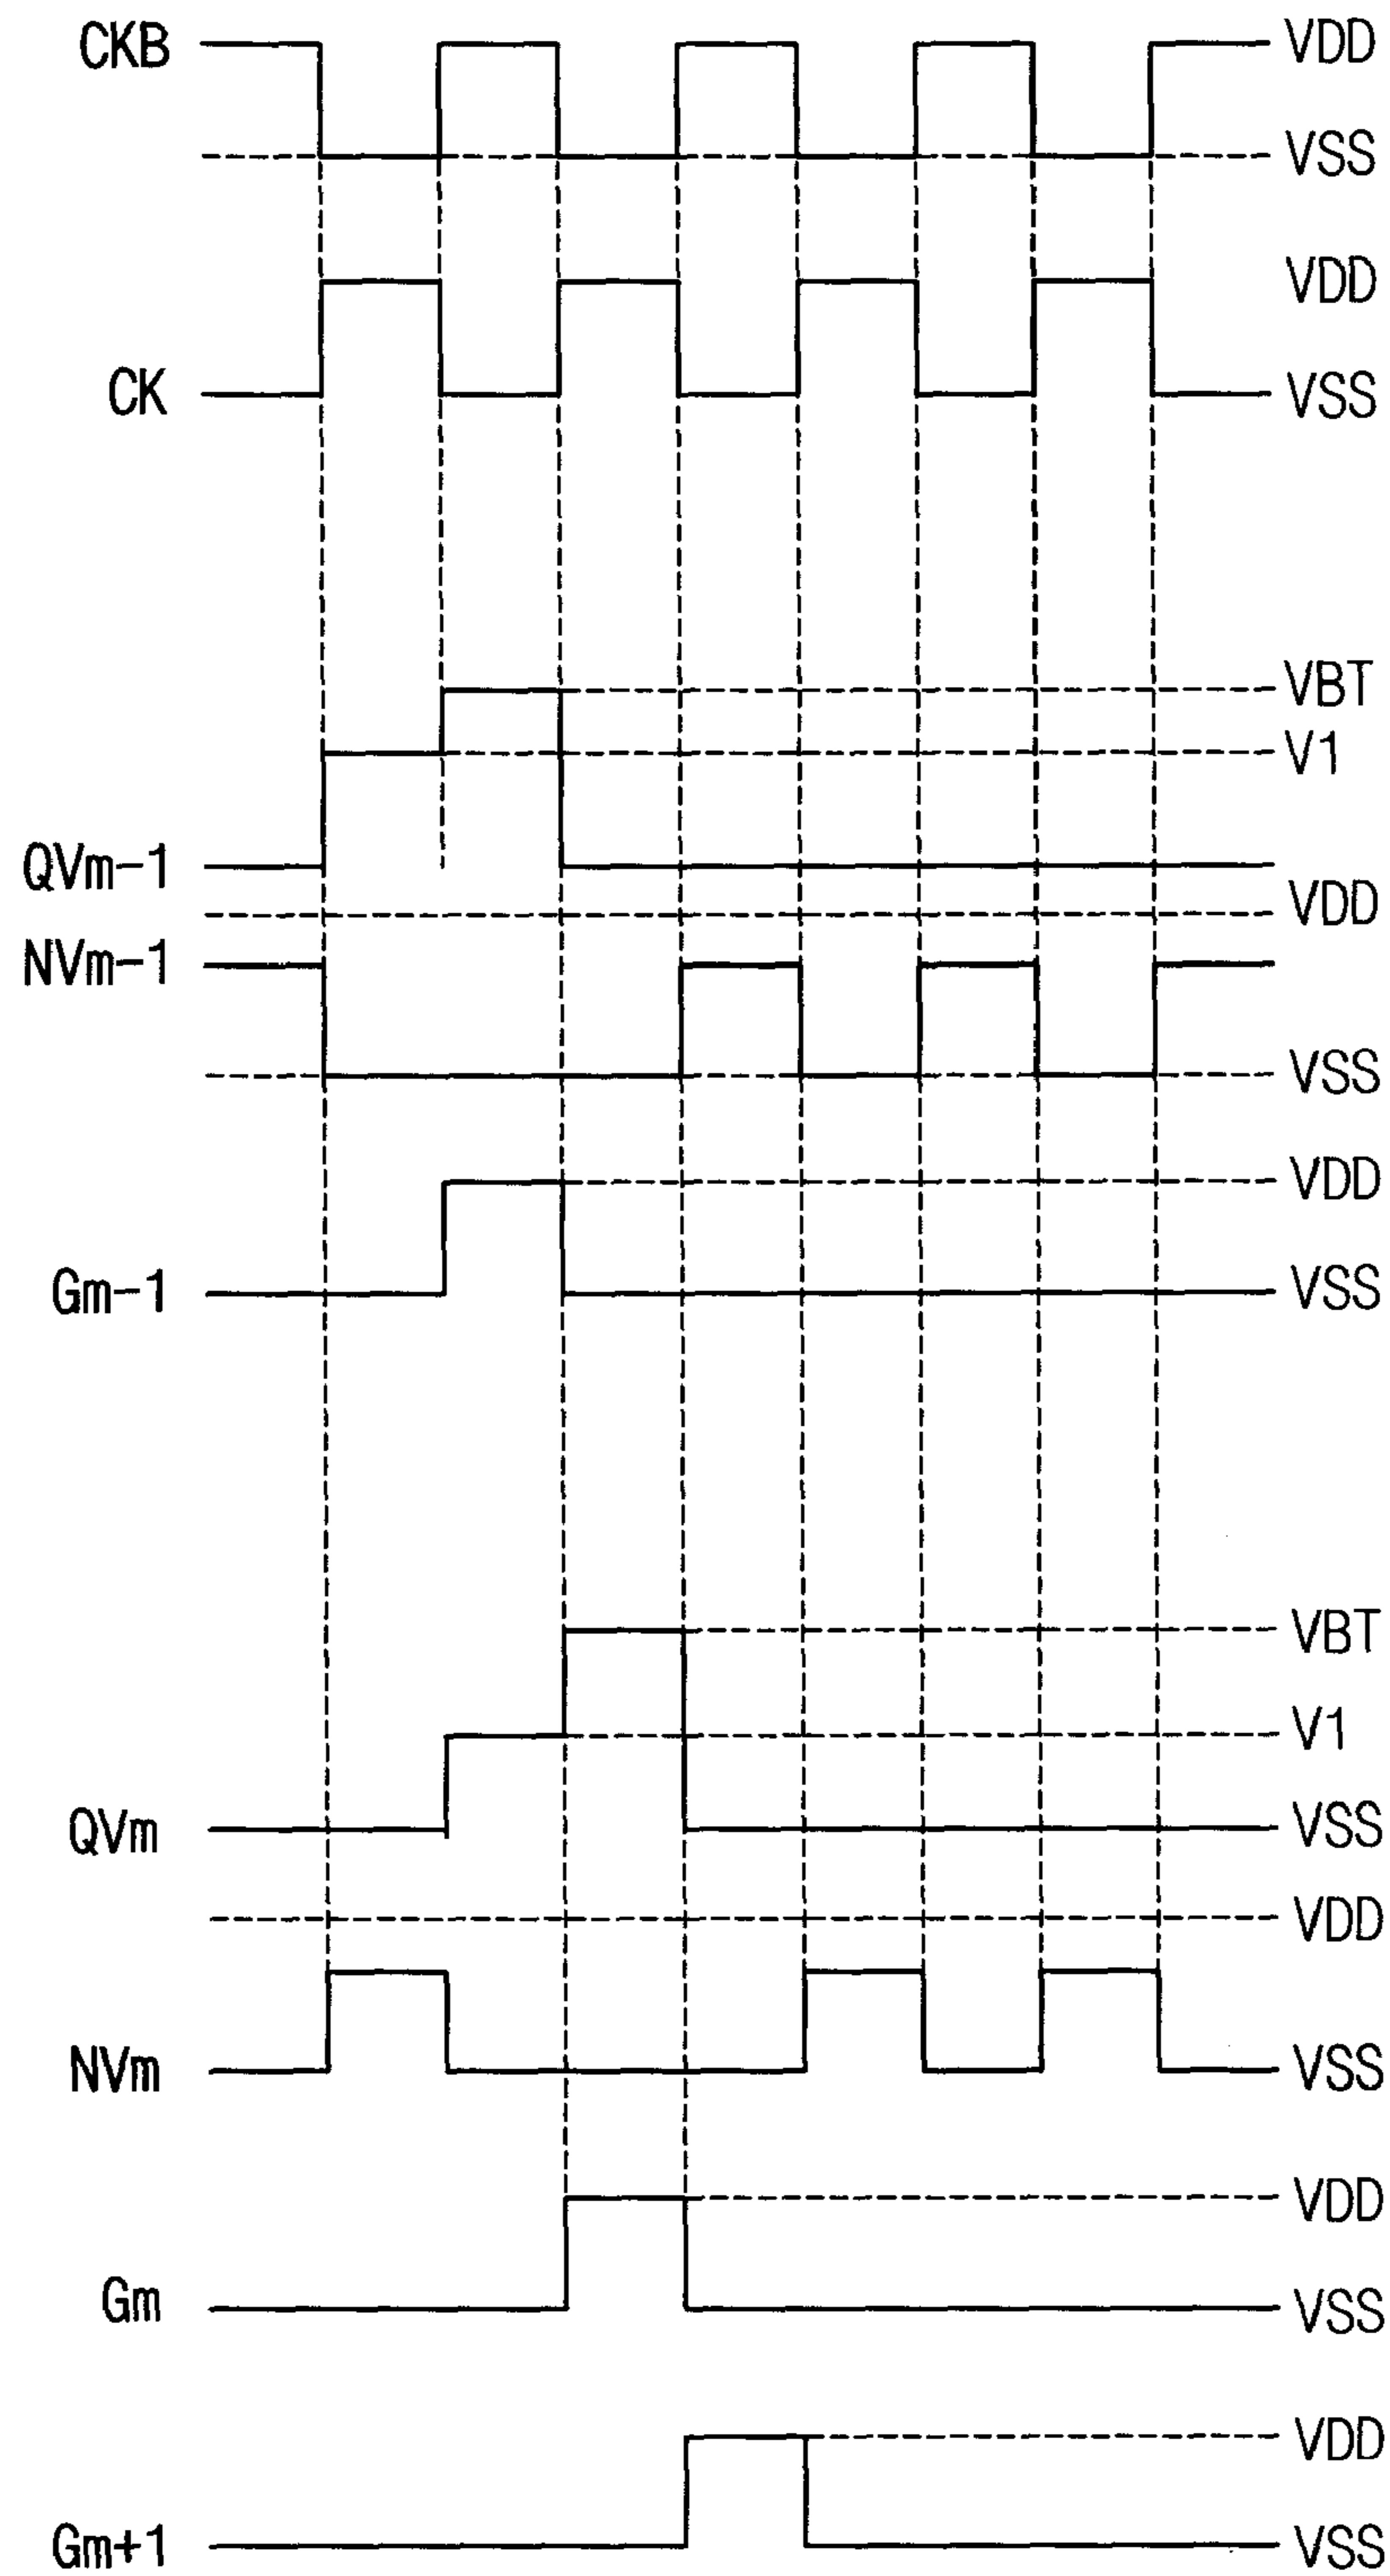 CKB VDD
VSS
VDD
CK VSS
VBT
V1
QVm-1
VDD
NVm-1
VSS
VDD
Gm-1 VSS
VBT
V1
QVm VSS
VDD
NVm VSS
VDD
Gm VSS
VDD
Gm+1 VSS